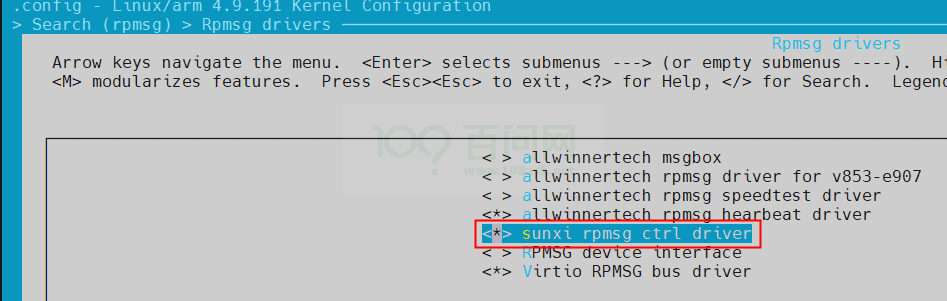 .config - Linux/arm 4.9.191 Kernel Configuration
> Search (rpmsg) > Rpmsg drivers
Rpmsg drivers
Arrow keys navigate the menu.  <Enter> selects submenus ---> (or empty submenus ----).  Hi
<M> modularizes features.  Press <Esc><Esc> to exit, <?> for Help, </> for Search.  Legen
百问网
< > allwinnertech msgbox
< > allwinnertech rpmsg driver for v853-e907
< > allwinnertech rpmsg speedtest driver
<*> allwinnertech rpmsg hearbeat driver
<*> sunxi rpmsg ctrl driver
< > RPMSG device interface
<*> Virtio RPMSG bus driver